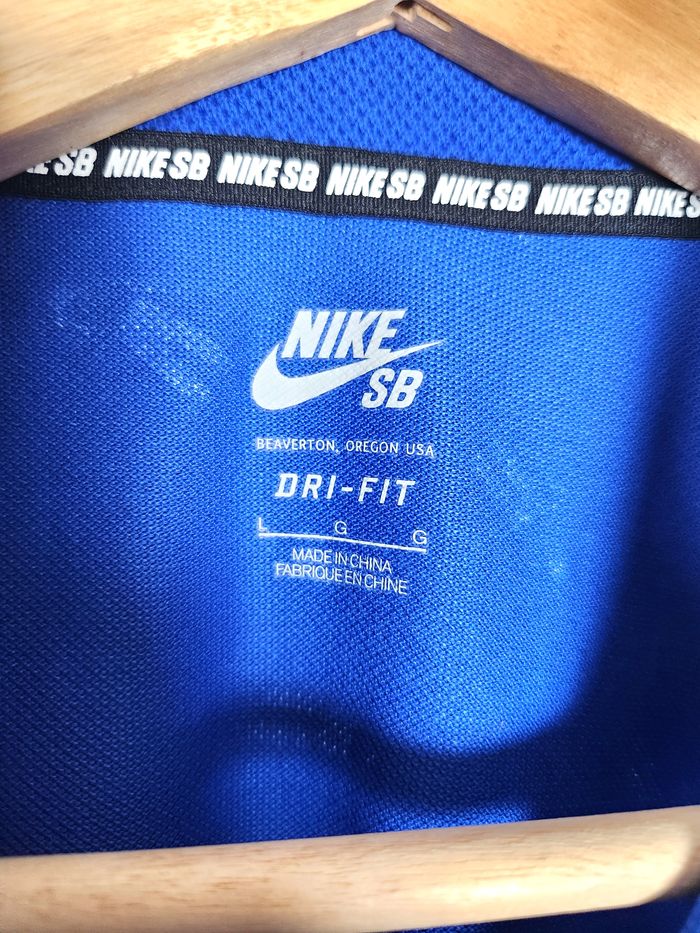 E SB NIKE SB NIKE SB NIKE SB NIKE SB NIKE SB NIKE S
NIKE
SB
BEAVERTON, OREGON USA
DRI-FIT
L G G
MADE IN CHINA
FABRIQUE EN CHINE